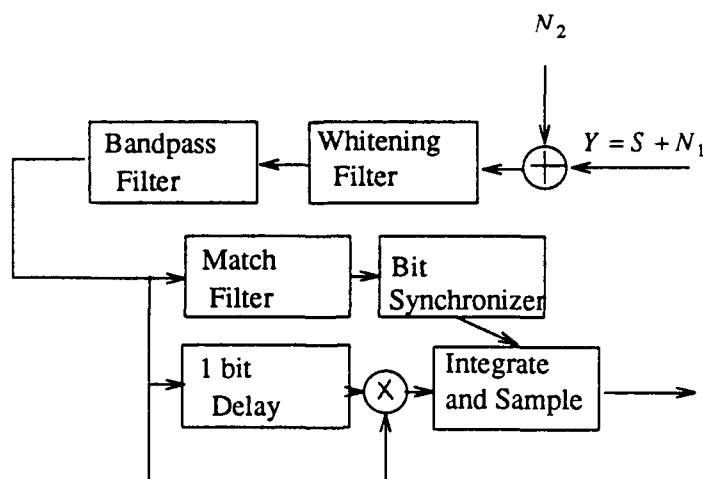 N₂
Y = S + N₁
Whitening
Filter
Bandpass
Filter
Match
Filter
Bit
Synchronizer
1 bit
Delay
X
Integrate
and Sample